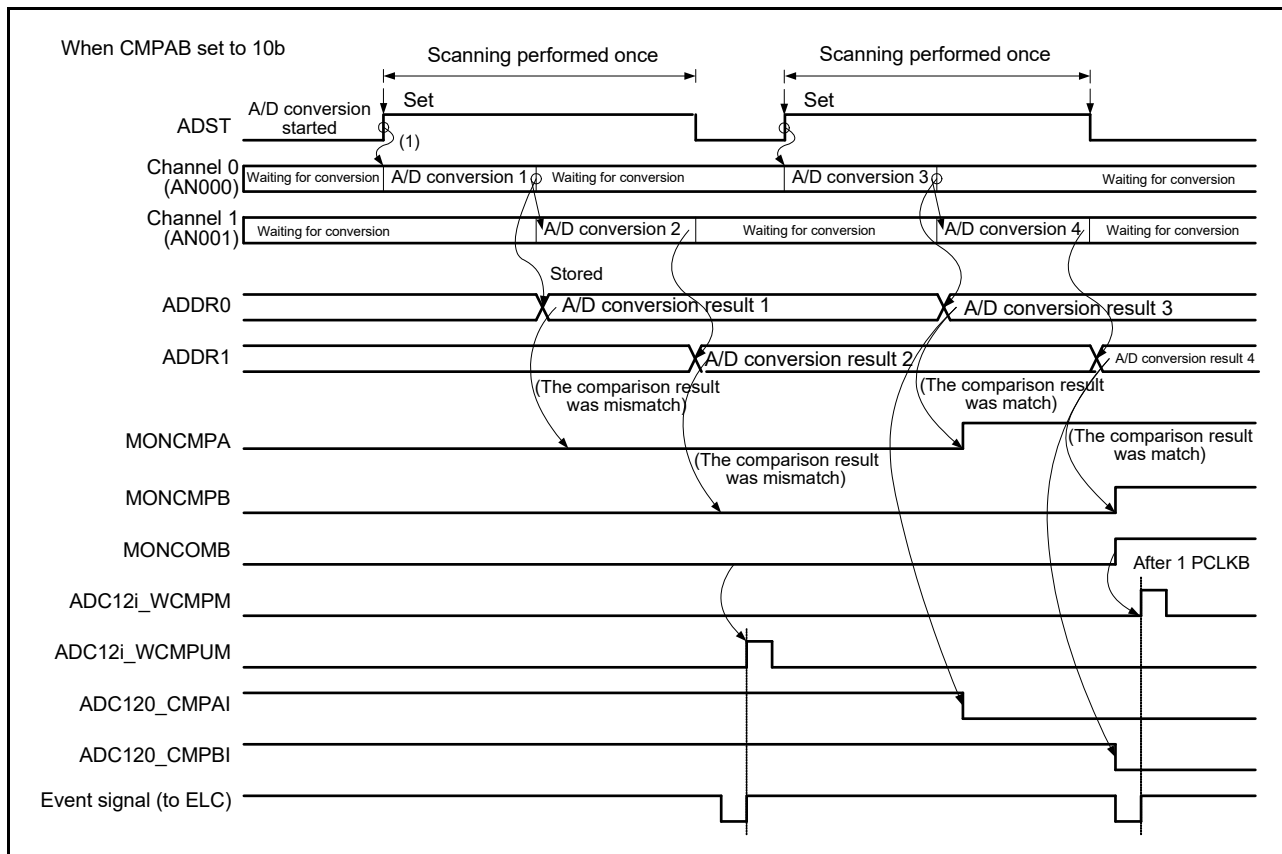 When CMPAB set to 10b
Scanning performed once
Scanning performed once
A/D conversion
started
Set
Set
ADST
(1)
Channel 0
(AN000)
Waiting for conversion
A/D conversion 1
Waiting for conversion
A/D conversion 3
Waiting for conversion
Channel 1
(AN001)
Waiting for conversion
A/D conversion 2
Waiting for conversion
A/D conversion 4
Waiting for conversion
Stored
ADDR0
A/D conversion result 1
A/D conversion result 3
ADDR1
A/D conversion result 2
A/D conversion result 4
(The comparison result
was mismatch)
(The comparison result
was match)
MONCMPA
(The comparison result
was mismatch)
(The comparison result
was match)
MONCMPB
MONCOMB
After 1 PCLKB
ADC12i_WCMPM
ADC12i_WCMPUM
ADC120_CMPAI
ADC120_CMPBI
Event signal (to ELC)